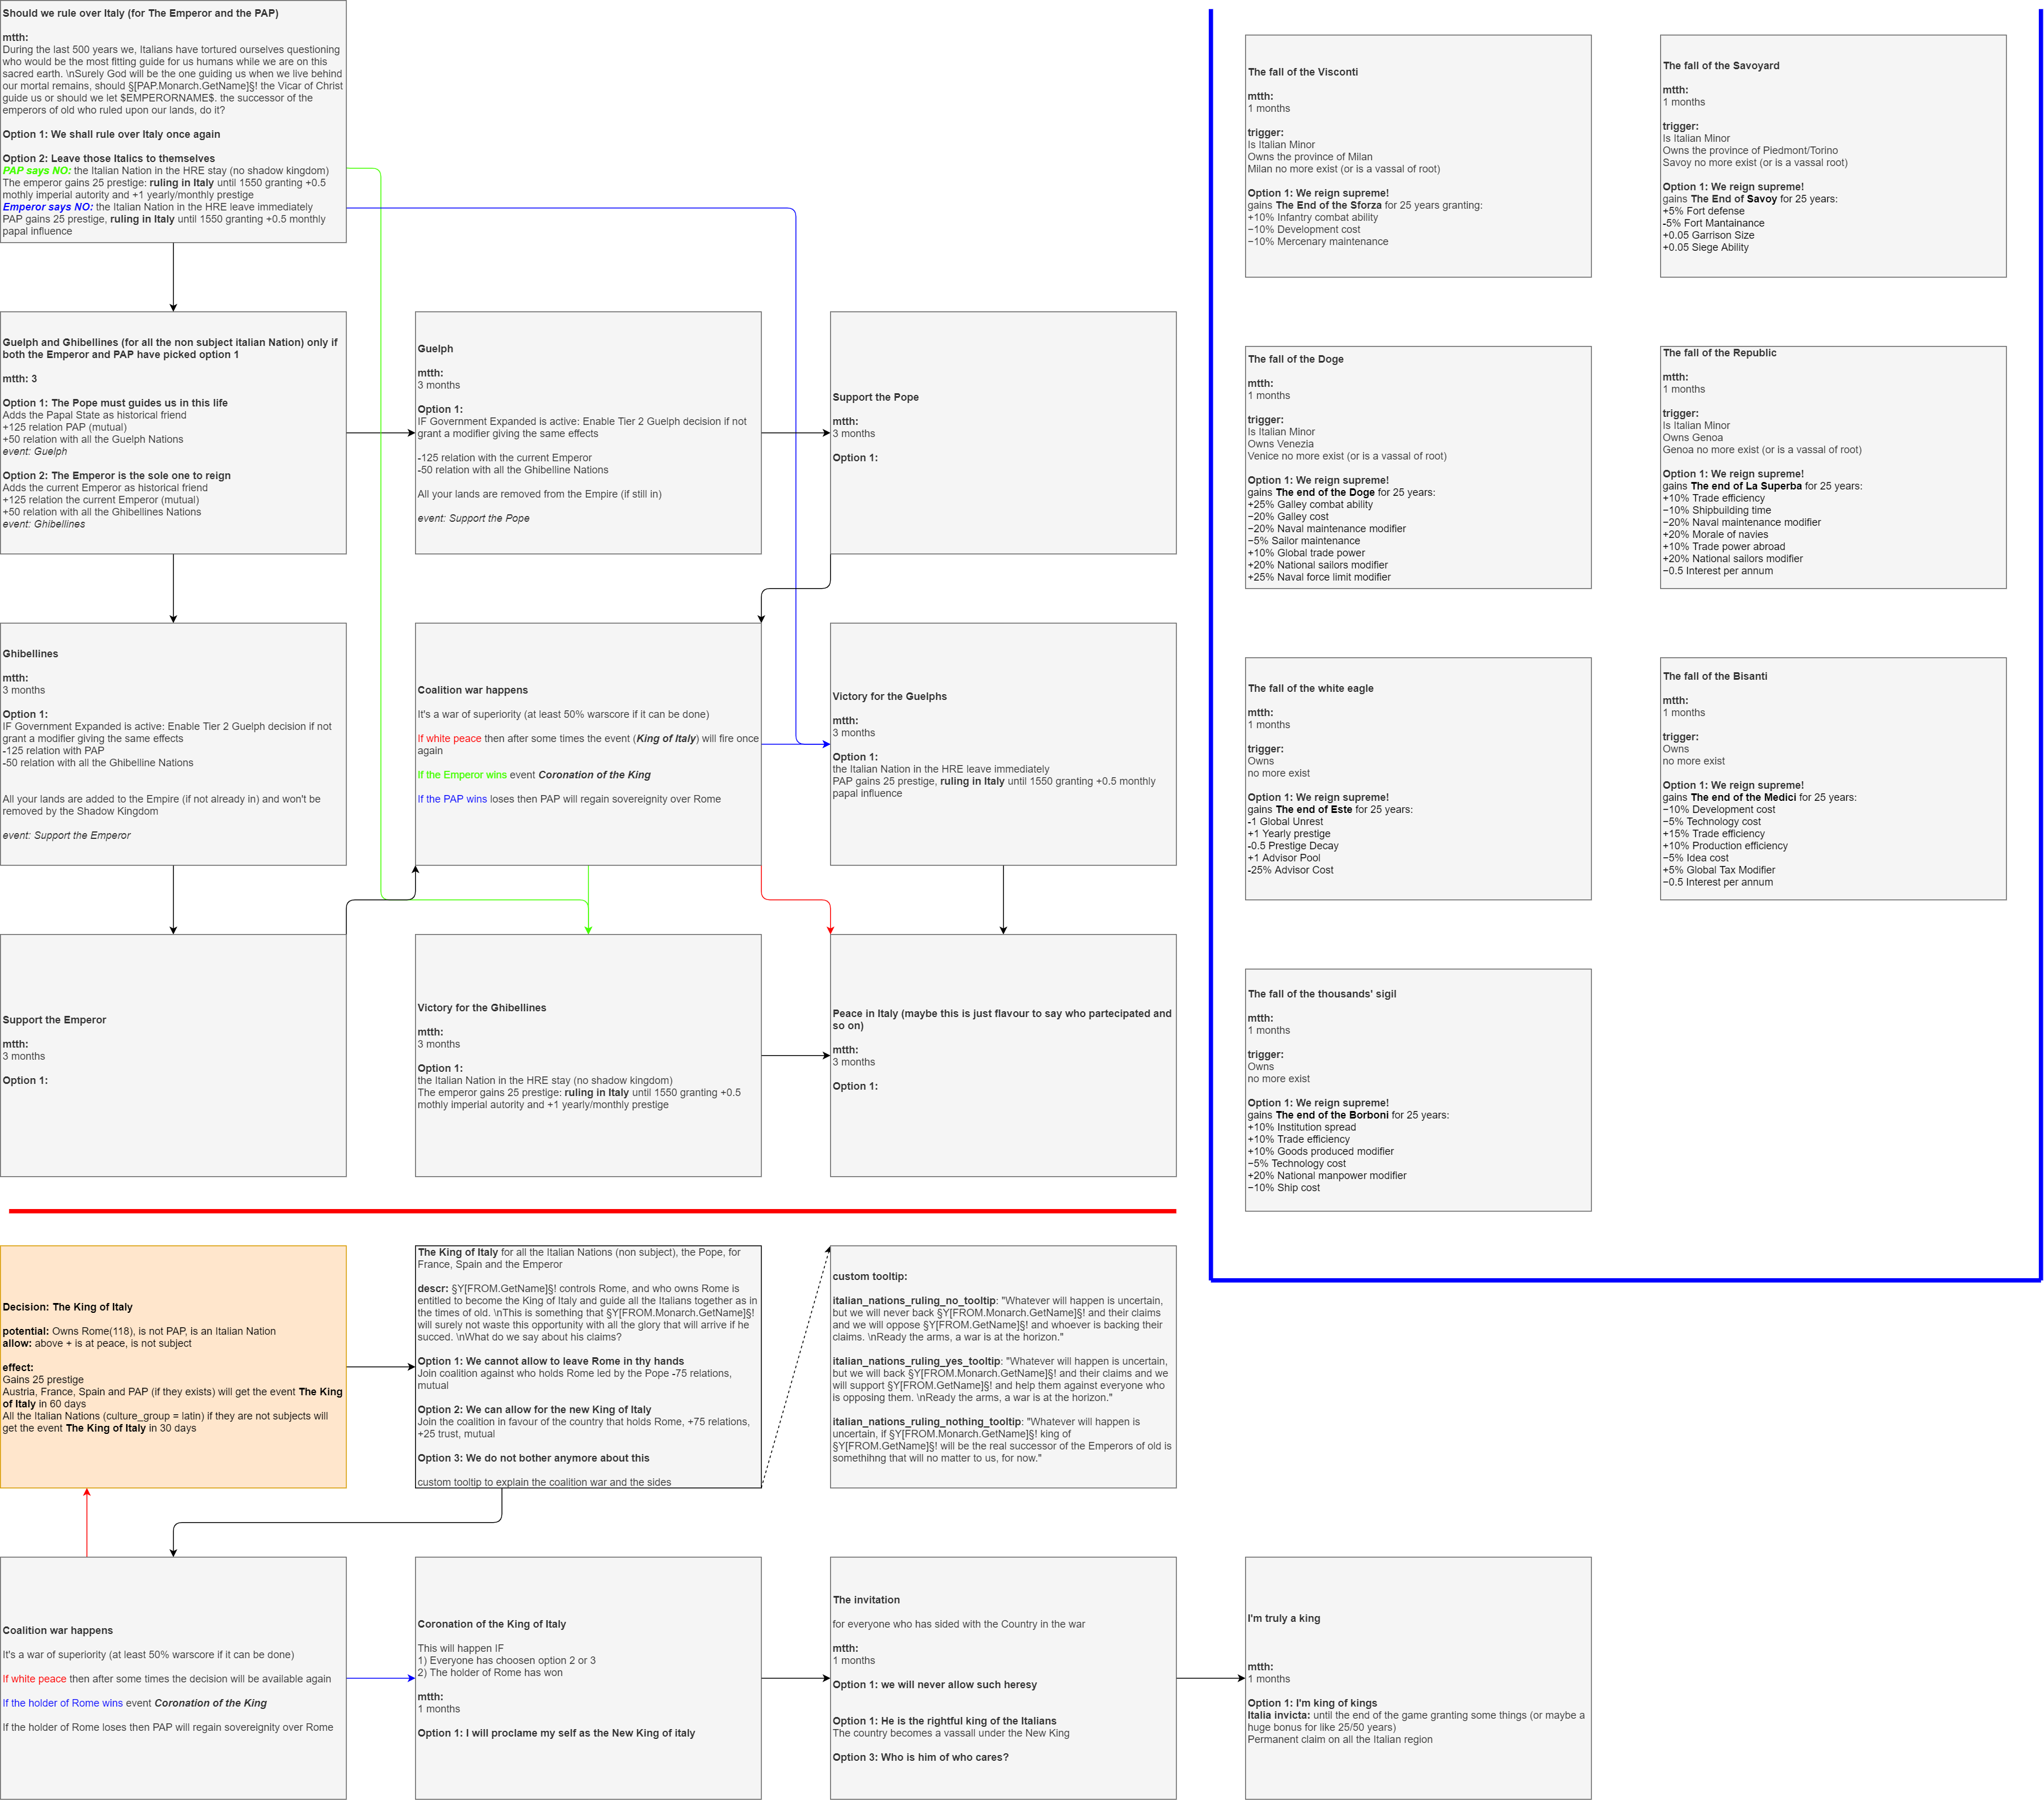 Should we rule over Italy (for The Emperor and the PAP)
mtth:
During the last 500 years we, Italians have tortured ourselves questioning
who would be the most fitting guide for us humans while we are on this
sacred earth. \nSurely God will be the one guiding us when we live behind
our mortal remains, should §[PAP.Monarch.GetName]§! the Vicar of Christ
guide us or should we let $EMPERORNAME$. the successor of the
emperors of old who ruled upon our lands, do it?
Option 1: We shall rule over Italy once again
Option 2: Leave those Italics to themselves
PAP says NO: the Italian Nation in the HRE stay (no shadow kingdom)
The emperor gains 25 prestige: ruling in Italy until 1550 granting +0.5
mothly imperial autority and +1 yearly/monthly prestige
Emperor says NO: the Italian Nation in the HRE leave immediately
PAP gains 25 prestige, ruling in Italy until 1550 granting +0.5 monthly
papal influence
Guelph and Ghibellines (for all the non subject italian Nation) only if
both the Emperor and PAP have picked option 1
mtth: 3
Option 1: The Pope must guides us in this life
Adds the Papal State as historical friend
+125 relation PAP (mutual)
+50 relation with all the Guelph Nations
event: Guelph
Option 2: The Emperor is the sole one to reign
Adds the current Emperor as historical friend
+125 relation the current Emperor (mutual)
+50 relation with all the Ghibellines Nations
event: Ghibellines
Guelph
mtth:
3 months
Option 1:
IF Government Expanded is active: Enable Tier 2 Guelph decision if not
grant a modifier giving the same effects
-125 relation with the current Emperor
-50 relation with all the Ghibelline Nations
All your lands are removed from the Empire (if still in)
event: Support the Pope
Support the Pope
mtth:
3 months
Option 1:
Ghibellines
mtth:
3 months
Option 1:
IF Government Expanded is active: Enable Tier 2 Guelph decision if not
grant a modifier giving the same effects
-125 relation with PAP
-50 relation with all the Ghibelline Nations
All your lands are added to the Empire (if not already in) and won't be
removed by the Shadow Kingdom
event: Support the Emperor
Coalition war happens
It's a war of superiority (at least 50% warscore if it can be done)
If white peace then after some times the event (King of Italy) will fire once
again
If the Emperor wins event Coronation of the King
If the PAP wins loses then PAP will regain sovereignity over Rome
Victory for the Guelphs
mtth:
3 months
Option 1:
the Italian Nation in the HRE leave immediately
PAP gains 25 prestige, ruling in Italy until 1550 granting +0.5 monthly
papal influence
Support the Emperor
mtth:
3 months
Option 1:
Victory for the Ghibellines
mtth:
3 months
Option 1:
the Italian Nation in the HRE stay (no shadow kingdom)
The emperor gains 25 prestige: ruling in Italy until 1550 granting +0.5
mothly imperial autority and +1 yearly/monthly prestige
Peace in Italy (maybe this is just flavour to say who partecipated and
so on)
mtth:
3 months
Option 1:
Decision: The King of Italy
potential: Owns Rome(118), is not PAP, is an Italian Nation
allow: above + is at peace, is not subject
effect:
Gains 25 prestige
Austria, France, Spain and PAP (if they exists) will get the event The King
of Italy in 60 days
All the Italian Nations (culture_group = latin) if they are not subjects will
get the event The King of Italy in 30 days
The King of Italy for all the Italian Nations (non subject), the Pope, for
France, Spain and the Emperor
descr: §Y[FROM.GetName]§! controls Rome, and who owns Rome is
entitled to become the King of Italy and guide all the Italians together as in
the times of old. \nThis is something that §Y[FROM.Monarch.GetName]§!
will surely not waste this opportunity with all the glory that will arrive if he
succed. \nWhat do we say about his claims?
Option 1: We cannot allow to leave Rome in thy hands
Join coalition against who holds Rome led by the Pope -75 relations,
mutual
Option 2: We can allow for the new King of Italy
Join the coalition in favour of the country that holds Rome, +75 relations,
+25 trust, mutual
Option 3: We do not bother anymore about this
custom tooltip to explain the coalition war and the sides
custom tooltip:
italian_nations_ruling_no_tooltip: "Whatever will happen is uncertain,
but we will never back §Y[FROM.Monarch.GetName]§! and their claims
and we will oppose §Y[FROM.GetName]§! and whoever is backing their
claims. \nReady the arms, a war is at the horizon."
italian_nations_ruling_yes_tooltip: "Whatever will happen is uncertain,
but we will back §Y[FROM.Monarch.GetName]§! and their claims and we
will support §Y[FROM.GetName]§! and help them against everyone who
is opposing them. \nReady the arms, a war is at the horizon."
italian_nations_ruling_nothing_tooltip: "Whatever will happen is
uncertain, if §Y[FROM.Monarch.GetName]§! king of
§Y[FROM.GetName]§! will be the real successor of the Emperors of old is
somethihng that will no matter to us, for now."
Coalition war happens
It's a war of superiority (at least 50% warscore if it can be done)
If white peace then after some times the decision will be available again
If the holder of Rome wins event Coronation of the King
If the holder of Rome loses then PAP will regain sovereignity over Rome
Coronation of the King of Italy
This will happen IF
1) Everyone has choosen option 2 or 3
2) The holder of Rome has won
mtth:
1 months
Option 1: I will proclame my self as the New King of italy
The invitation
for everyone who has sided with the Country in the war
mtth:
1 months
Option 1: we will never allow such heresy
Option 1: He is the rightful king of the Italians
The country becomes a vassall under the New King
Option 3: Who is him of who cares?
I'm truly a king
mtth:
1 months
Option 1: I'm king of kings
Italia invicta: until the end of the game granting some things (or maybe a
huge bonus for like 25/50 years)
Permanent claim on all the Italian region
The fall of the Visconti
mtth:
1 months
trigger:
Is Italian Minor
Owns the province of Milan
Milan no more exist (or is a vassal of root)
Option 1: We reign supreme!
gains The End of the Sforza for 25 years granting:
+10% Infantry combat ability
−10% Development cost
−10% Mercenary maintenance
The fall of the Savoyard
mtth:
1 months
trigger:
Is Italian Minor
Owns the province of Piedmont/Torino
Savoy no more exist (or is a vassal root)
Option 1: We reign supreme!
gains The End of Savoy for 25 years:
+5% Fort defense
-5% Fort Mantainance
+0.05 Garrison Size
+0.05 Siege Ability
The fall of the Doge
mtth:
1 months
trigger:
Is Italian Minor
Owns Venezia
Venice no more exist (or is a vassal of root)
Option 1: We reign supreme!
gains The end of the Doge for 25 years:
+25% Galley combat ability
−20% Galley cost
−20% Naval maintenance modifier
−5% Sailor maintenance
+10% Global trade power
+20% National sailors modifier
+25% Naval force limit modifier
The fall of the Republic
mtth:
1 months
trigger:
Is Italian Minor
Owns Genoa
Genoa no more exist (or is a vassal of root)
Option 1: We reign supreme!
gains The end of La Superba for 25 years:
+10% Trade efficiency
−10% Shipbuilding time
−20% Naval maintenance modifier
+20% Morale of navies
+10% Trade power abroad
+20% National sailors modifier
−0.5 Interest per annum
The fall of the white eagle
mtth:
1 months
trigger:
Owns
no more exist
Option 1: We reign supreme!
gains The end of Este for 25 years:
-1 Global Unrest
+1 Yearly prestige
-0.5 Prestige Decay
+1 Advisor Pool
-25% Advisor Cost
The fall of the Bisanti
mtth:
1 months
trigger:
Owns
no more exist
Option 1: We reign supreme!
gains The end of the Medici for 25 years:
−10% Development cost
−5% Technology cost
+15% Trade efficiency
+10% Production efficiency
−5% Idea cost
+5% Global Tax Modifier
−0.5 Interest per annum
The fall of the thousands' sigil
mtth:
1 months
trigger:
Owns
no more exist
Option 1: We reign supreme!
gains The end of the Borboni for 25 years:
+10% Institution spread
+10% Trade efficiency
+10% Goods produced modifier
−5% Technology cost
+20% National manpower modifier
−10% Ship cost